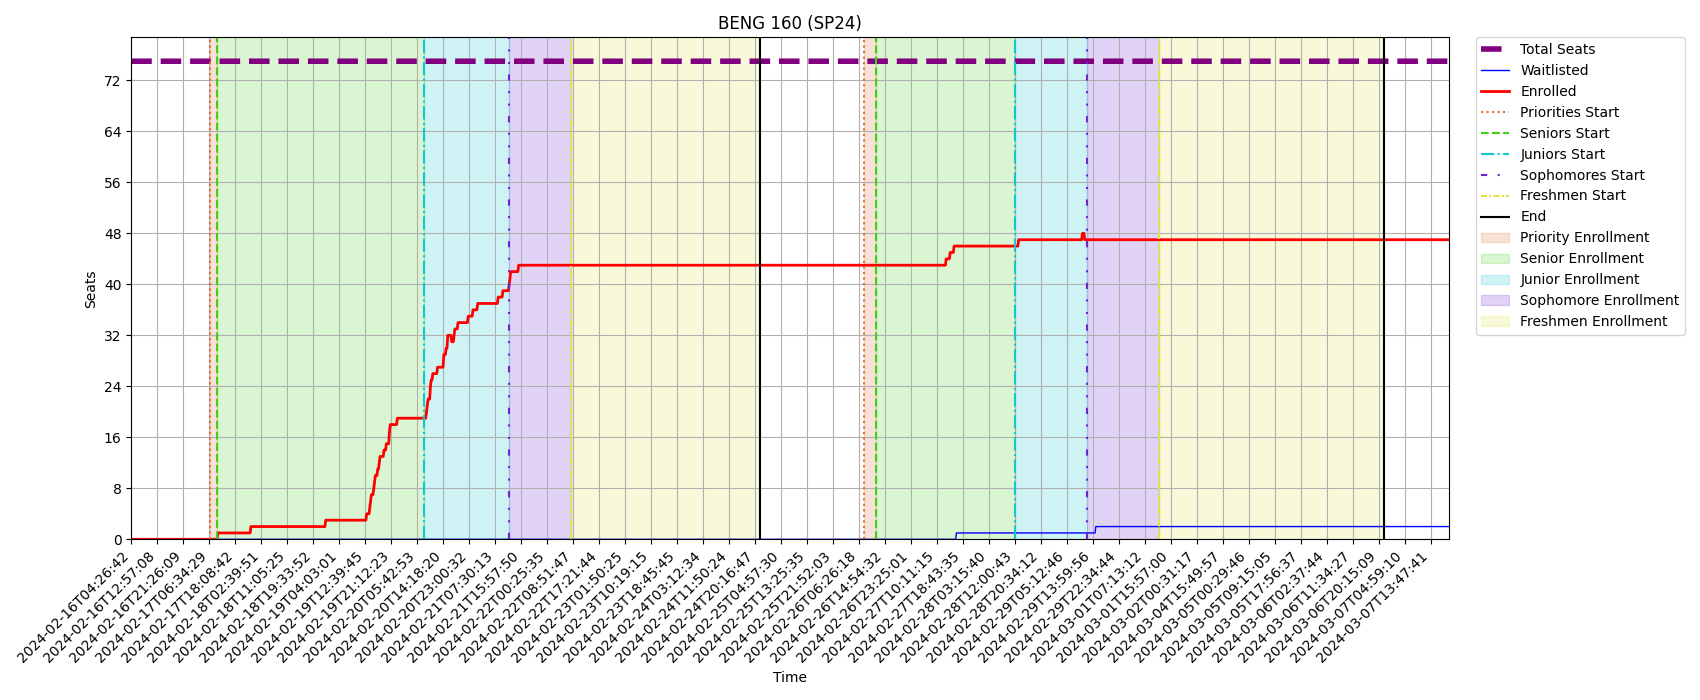 BENG 160 (SP24)
Total Seats
Waitlisted
Enrolled
Priorities Start
Seniors Start
Juniors Start
Sophomores Start
Freshmen Start
End
Priority Enrollment
Senior Enrollment
Junior Enrollment
Sophomore Enrollment
Freshmen Enrollment
Seats
72
64
56
48
40
32
24
16
8
0
2024-02-16T04:26:42
2024-02-16T12:57:08
2024-02-16T21:26:09
2024-02-17T06:34:29
2024-02-17T18:08:42
2024-02-18T02:39:51
2024-02-18T11:05:25
2024-02-18T19:33:52
2024-02-19T04:03:01
2024-02-19T12:39:45
2024-02-19T21:12:23
2024-02-20T05:42:53
2024-02-20T14:18:20
2024-02-20T23:00:32
2024-02-21T07:30:13
2024-02-21T15:57:50
2024-02-22T00:25:35
2024-02-22T08:51:47
2024-02-22T17:21:44
2024-02-23T01:50:25
2024-02-23T10:19:15
2024-02-23T18:45:45
2024-02-24T03:12:34
2024-02-24T11:50:24
2024-02-24T20:16:47
2024-02-25T04:57:30
2024-02-25T13:25:35
2024-02-25T21:52:03
2024-02-26T06:26:18
2024-02-26T14:54:32
2024-02-26T23:25:01
2024-02-27T10:11:15
2024-02-27T18:43:35
2024-02-28T03:15:40
2024-02-28T12:00:43
2024-02-28T20:34:12
2024-02-29T05:12:46
2024-02-29T13:59:56
2024-02-29T22:34:44
2024-03-01T07:13:12
2024-03-01T15:57:00
2024-03-02T00:31:17
2024-03-04T15:49:57
2024-03-05T00:29:46
2024-03-05T09:15:05
2024-03-05T17:56:37
2024-03-06T02:37:44
2024-03-06T11:34:27
2024-03-06T20:15:09
2024-03-07T04:59:10
2024-03-07T13:47:41
Time